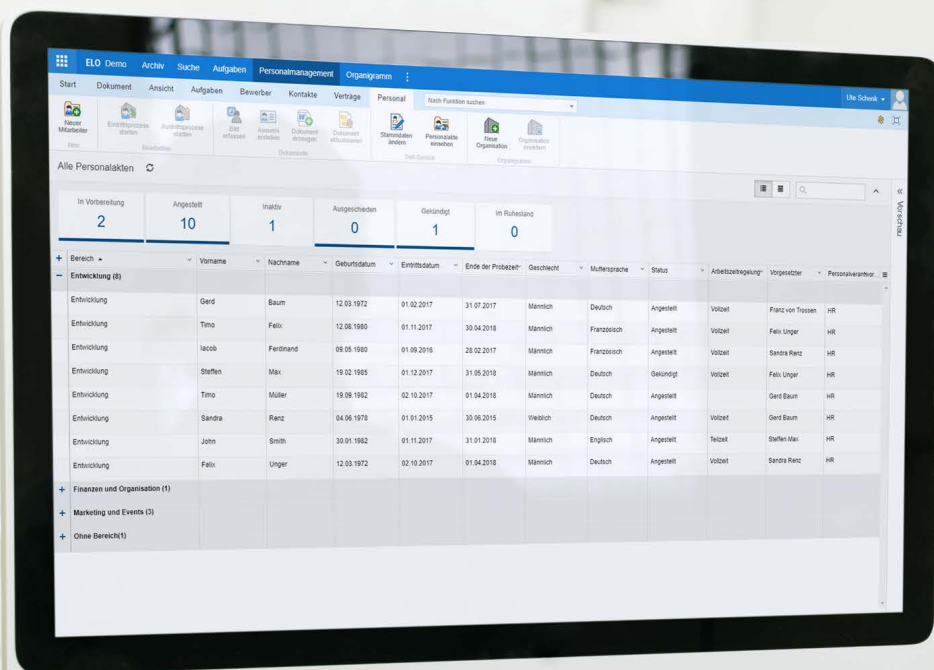 ELO Demo Archiv Suche Aufgaben Personalmanagement Organigramm
Ute Schenk
Start Dokument Ansicht Aufgaben Bewerber Kontakte Verträge Personal Nach Funktion suchen
Neuer Mitarbeiter
Eintrittsprozess starten
Austrittsprozess starten
Bild erfassen
Ausweis erstellen
Dokument erzeugen
Dokument aktualisieren
Stammdaten ändern
Personalakte einsehen
Neue Organisation
Organisation
Neu Bearbeiten Dokumente Self-Service Organigramm
Alle Personalakten
Vorschau
In Vorbereitung Angestellt Inaktiv Ausgeschieden Gekündigt Im Ruhestand
2 10 1 0 1 0
Bereich Vorname Nachname Geburtsdatum Eintrittsdatum Ende der Probezeit Geschlecht Muttersprache Status Arbeitszeitregelung Vorgesetzter Personalverantwor...
Entwicklung (8)
Entwicklung Gerd Baum 12.03.1972 01.02.2017 31.07.2017 Männlich Deutsch Angestellt Vollzeit Franz von Trossen HR
Entwicklung Timo Felix 12.08.1980 01.11.2017 30.04.2018 Männlich Französisch Angestellt Vollzeit Felix Unger HR
Entwicklung Iacob Ferdinand 09.05.1980 01.09.2016 28.02.2017 Männlich Französisch Angestellt Vollzeit Sandra Renz HR
Entwicklung Steffen Max 19.02.1985 01.12.2017 31.05.2018 Männlich Deutsch Gekündigt Vollzeit Felix Unger HR
Entwicklung Timo Müller 19.09.1982 02.10.2017 01.04.2018 Männlich Deutsch Angestellt Gerd Baum HR
Entwicklung Sandra Renz 04.06.1978 01.01.2015 30.06.2015 Weiblich Deutsch Angestellt Vollzeit Gerd Baum HR
Entwicklung John Smith 30.01.1982 01.11.2017 31.01.2018 Männlich Englisch Angestellt Teilzeit Steffen Max HR
Entwicklung Felix Unger 12.03.1972 02.10.2017 01.04.2018 Männlich Deutsch Angestellt Vollzeit Sandra Renz HR
Finanzen und Organisation (1)
Marketing und Events (3)
Ohne Bereich(1)